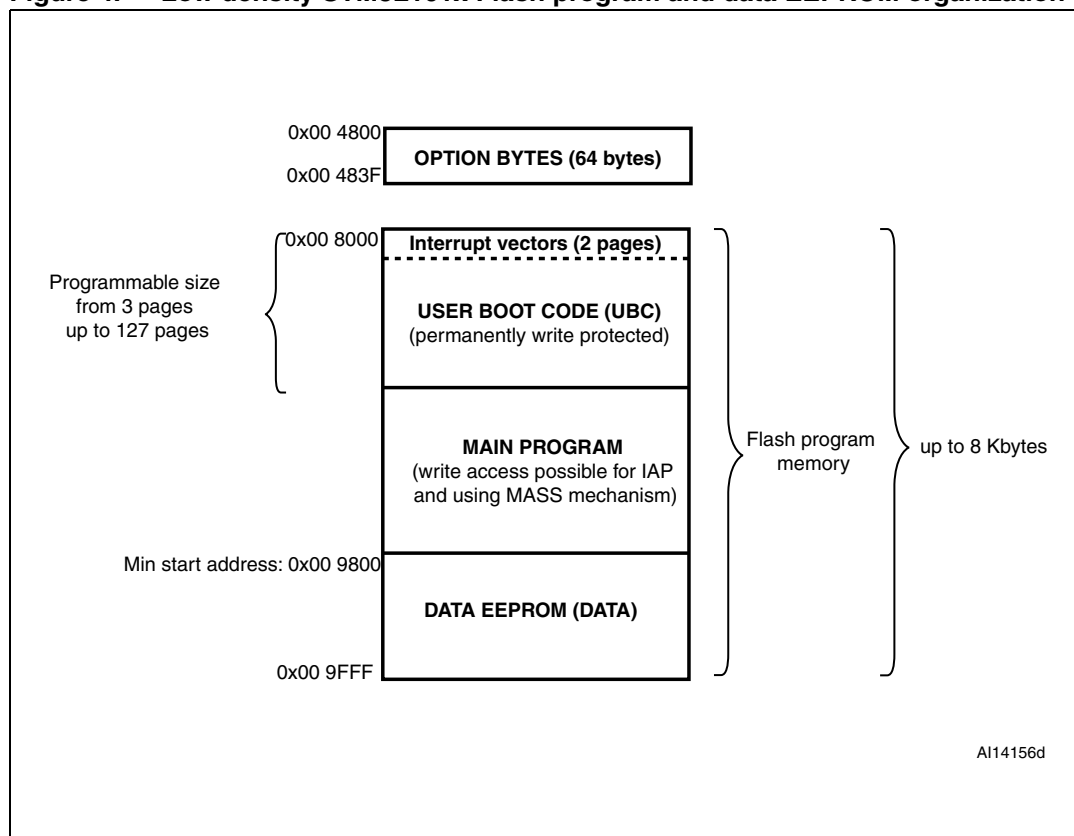 0x00 4800
OPTION BYTES (64 bytes)
0x00 483F
0x00 8000
Interrupt vectors (2 pages)
Programmable size
from 3 pages
up to 127 pages
USER BOOT CODE (UBC)
(permanently write protected)
MAIN PROGRAM
(write access possible for IAP
and using MASS mechanism)
Flash program
memory
up to 8 Kbytes
Min start address: 0x00 9800
DATA EEPROM (DATA)
0x00 9FFF
AI14156d